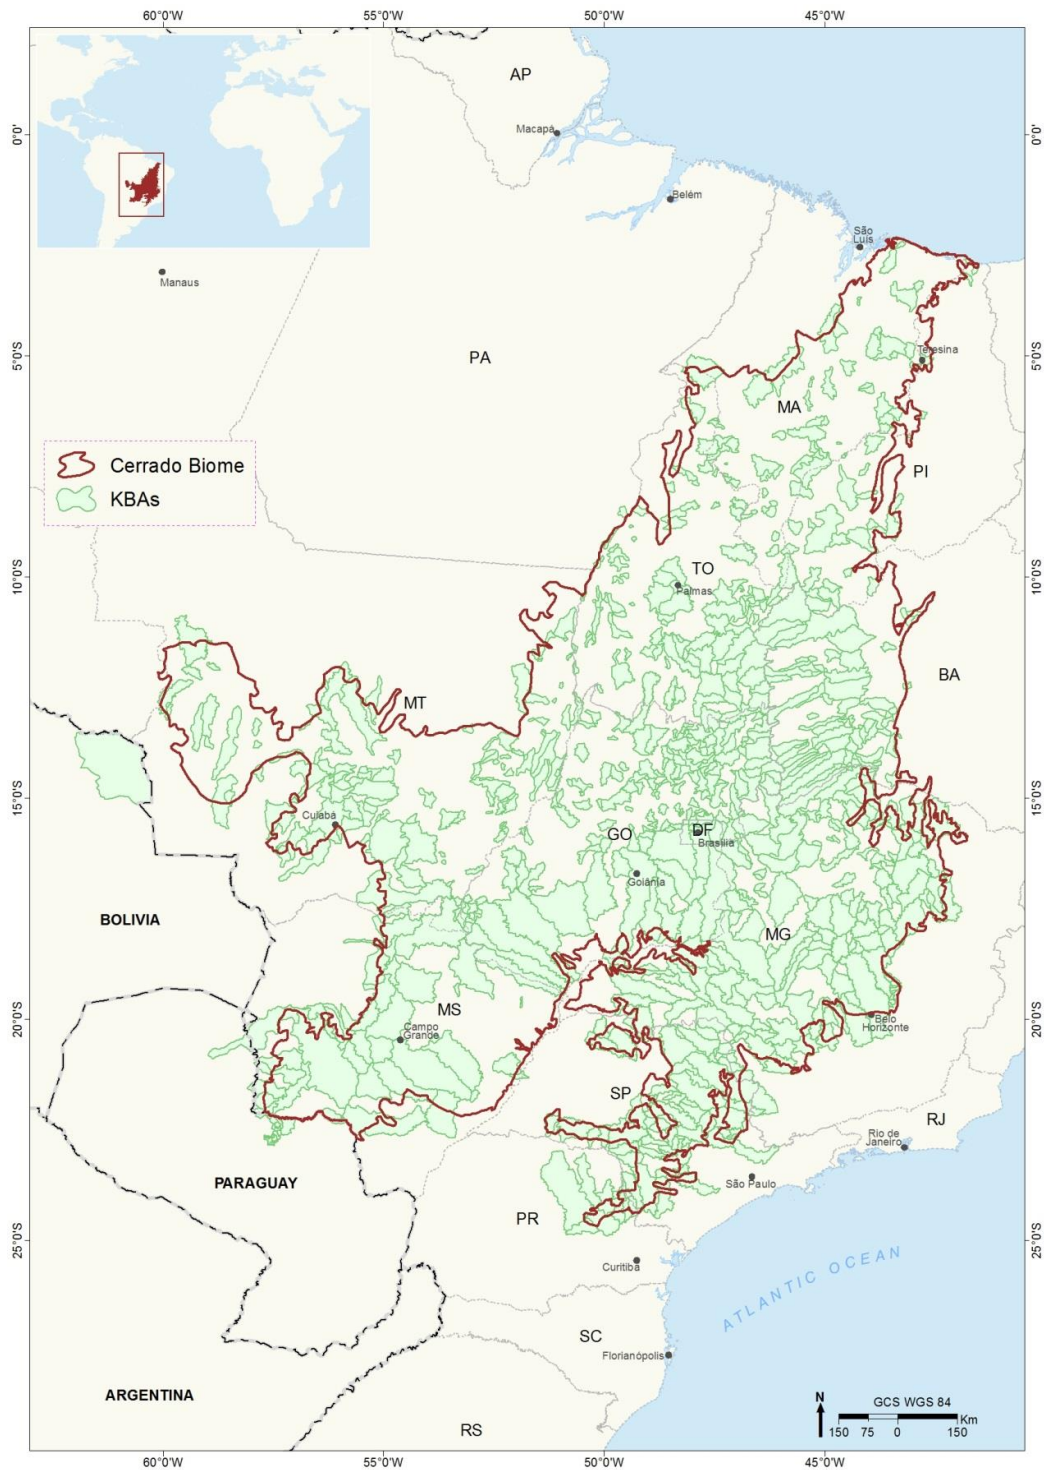 60°0'W 55°0'W 50°0'W 45°0'W
AP
Macapá
0°0' 0°0'
Belém
São
Luís
Manaus
5°0'S 5°0'S
Teresina
PA
MA
Cerrado Biome
KBAs
PI
TO
Palmas
10°0'S 10°0'S
BA
MT
15°0'S 15°0'S
Cuiabá
GO
DF
Brasília
Goiânia
BOLIVIA
MG
MS
Campo
Grande
20°0'S 20°0'S
Belo
Horizonte
SP
RJ
Rio de
Janeiro
PARAGUAY
São Paulo
PR
25°0'S 25°0'S
Curitiba
ATLANTIC OCEAN
SC
Florianópolis
ARGENTINA
RS
N
GCS WGS 84
Km
150 75 0 150
60°0'W 55°0'W 50°0'W 45°0'W